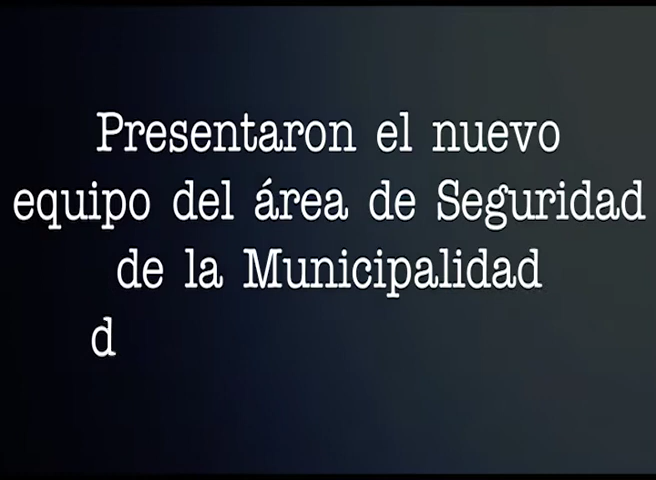 Presentaron el nuevo
equipo del área de Seguridad
de la Municipalidad
d